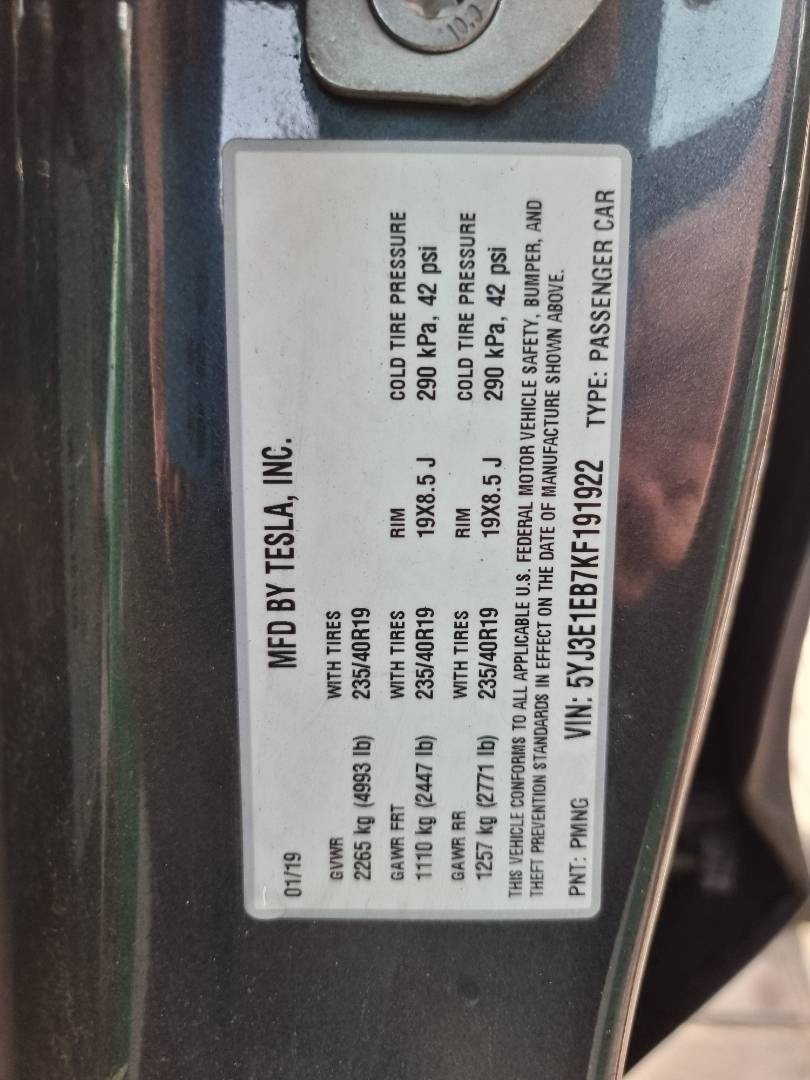 10.9
01/19 MFD BY TESLA, INC.
GVWR WITH TIRES
2265 kg (4993 lb) 235/40R19
GAWR FRT WITH TIRES RIM COLD TIRE PRESSURE
1110 kg (2447 lb) 235/40R19 19X8.5 J 290 kPa, 42 psi
GAWR RR WITH TIRES RIM COLD TIRE PRESSURE
1257 kg (2771 lb) 235/40R19 19X8.5 J 290 kPa, 42 psi
THIS VEHICLE CONFORMS TO ALL APPLICABLE U.S. FEDERAL MOTOR VEHICLE SAFETY, BUMPER, AND
THEFT PREVENTION STANDARDS IN EFFECT ON THE DATE OF MANUFACTURE SHOWN ABOVE.
PNT: PMNG VIN: 5YJ3E1EB7KF191922 TYPE: PASSENGER CAR